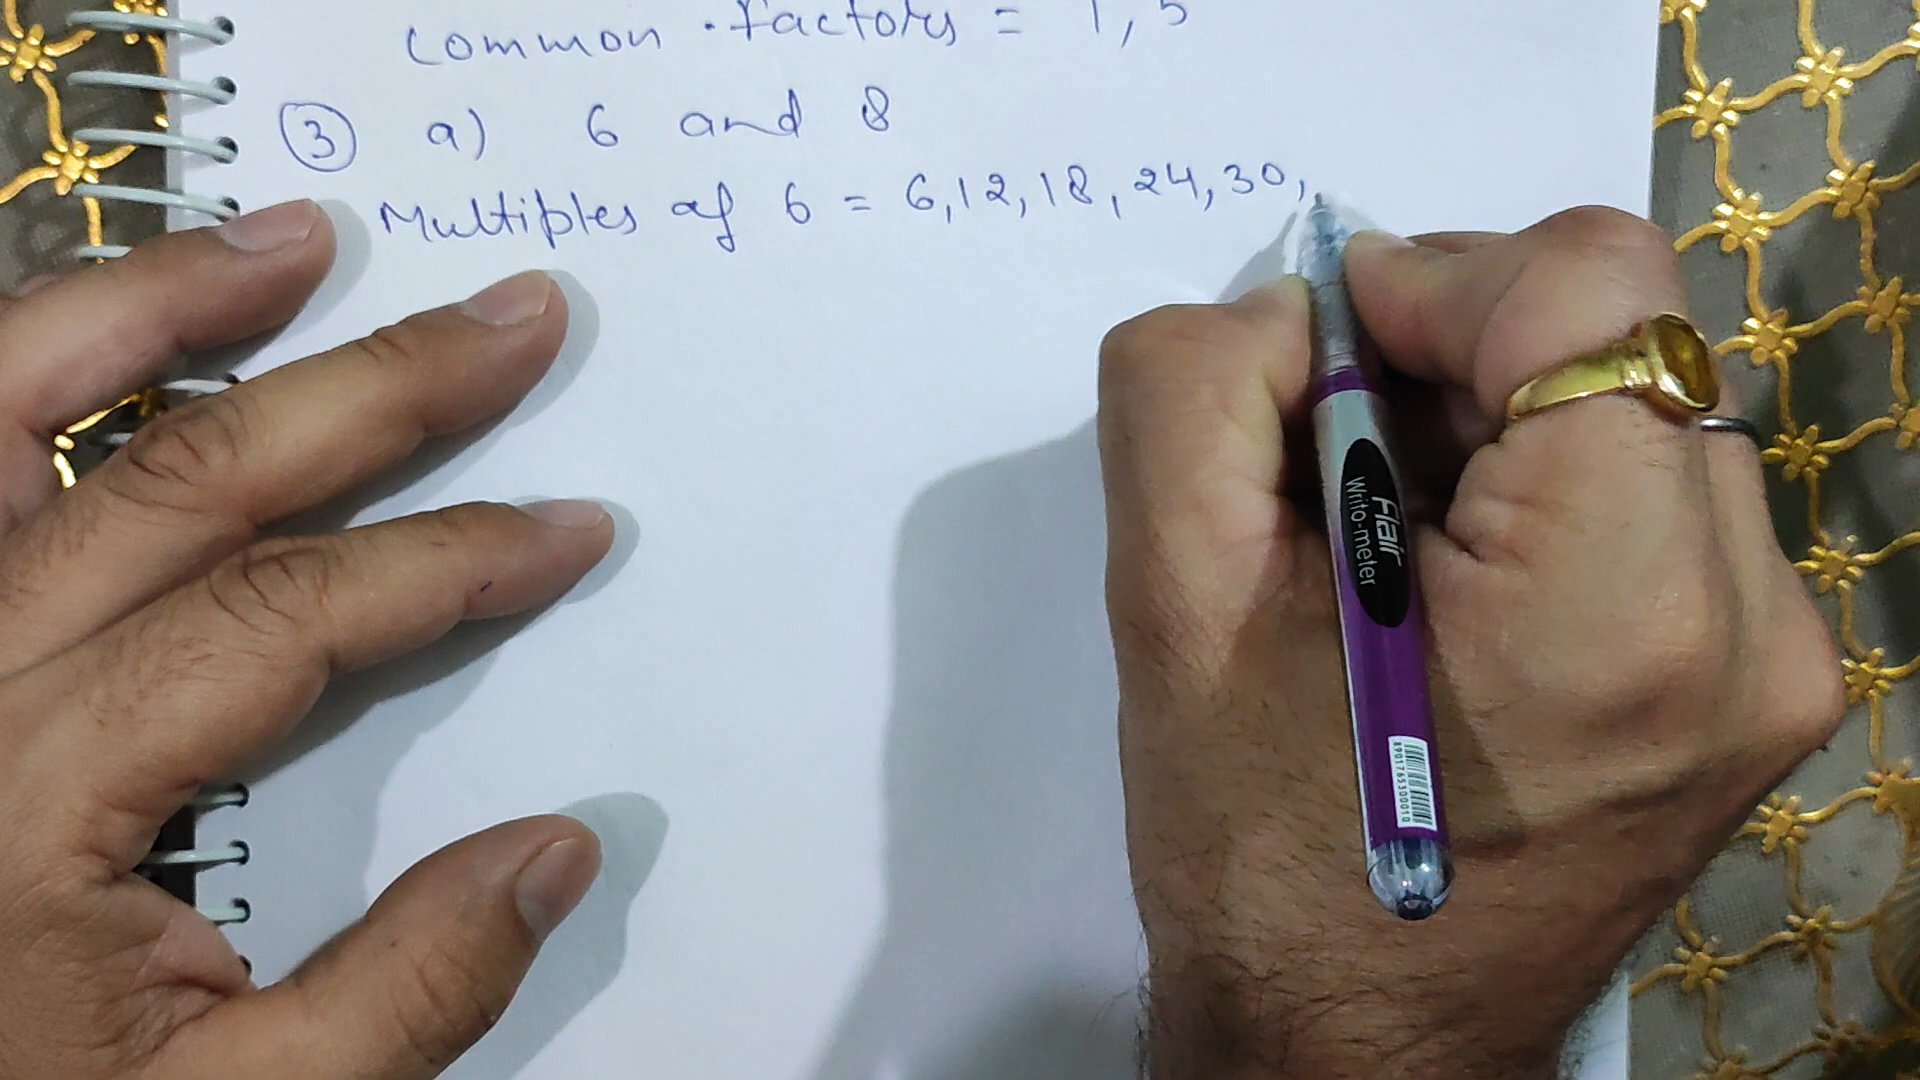 common factors = 1, 5
3 a) 6 and 8
Multiples of 6 = 6, 12, 18, 24, 30,
Flair
Writo-meter
8901765300010